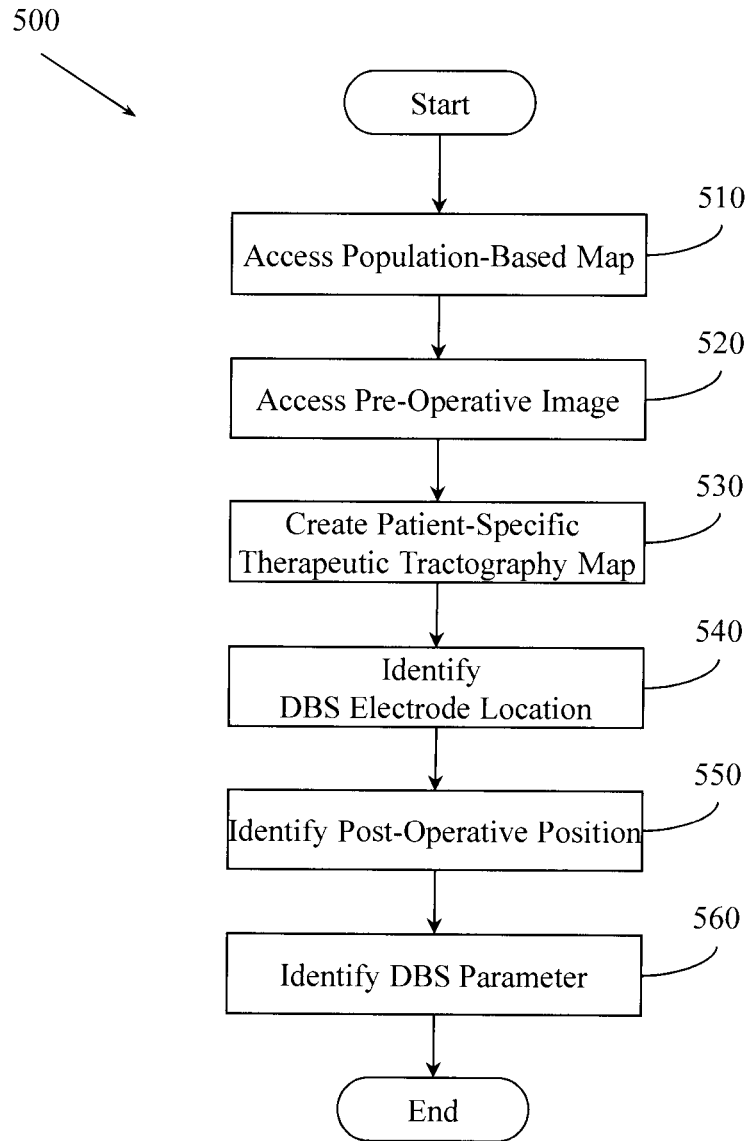 500
Start
510
Access Population-Based Map
520
Access Pre-Operative Image
530
Create Patient-Specific
Therapeutic Tractography Map
540
Identify
DBS Electrode Location
550
Identify Post-Operative Position
560
Identify DBS Parameter
End